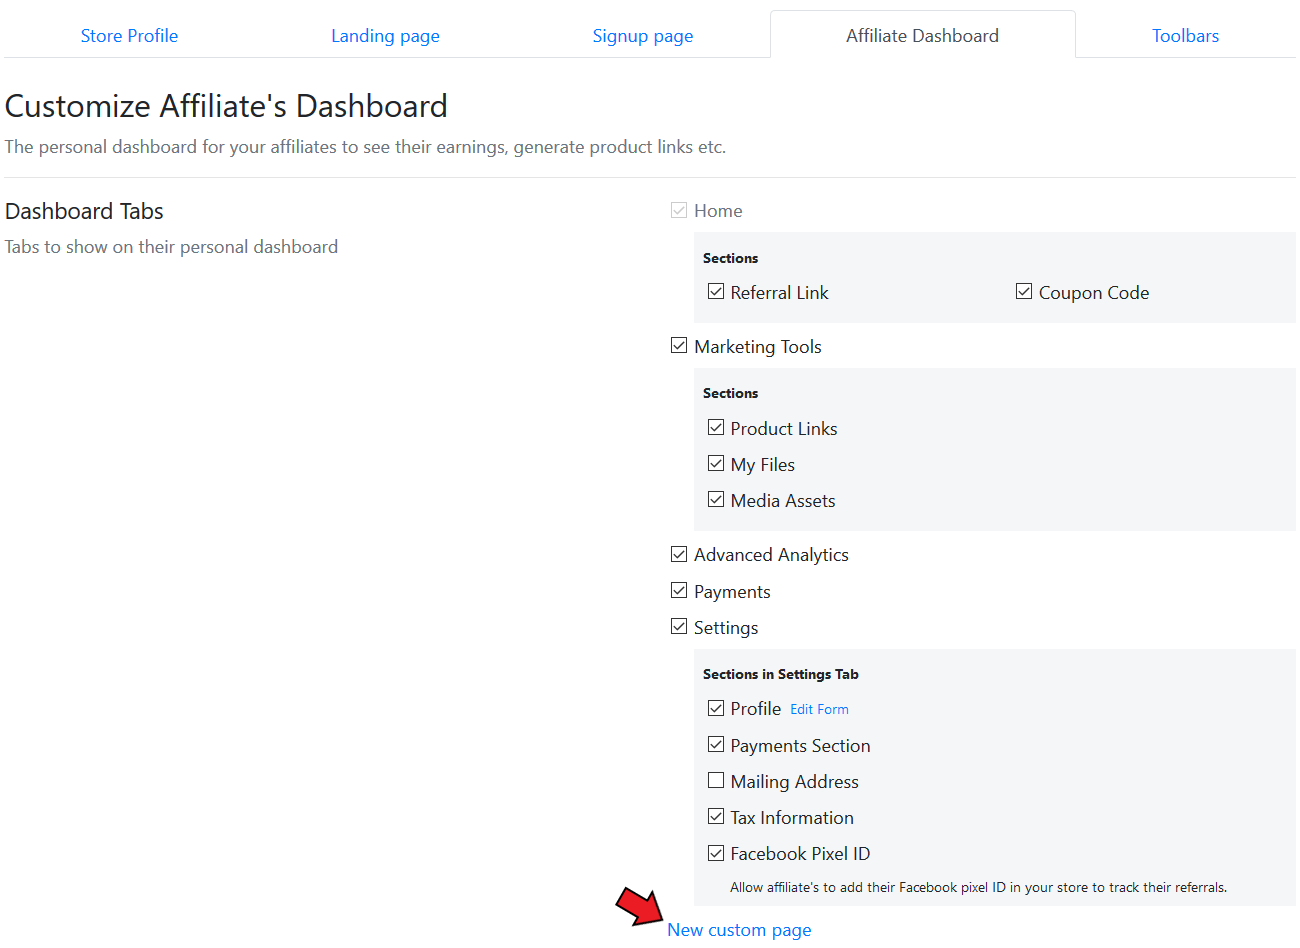 Store Profile Landing page Signup page Affiliate Dashboard Toolbars
Customize Affiliate's Dashboard
The personal dashboard for your affiliates to see their earnings, generate product links etc.
Dashboard Tabs
Tabs to show on their personal dashboard
Home
Sections
Referral Link Coupon Code
Marketing Tools
Sections
Product Links
My Files
Media Assets
Advanced Analytics
Payments
Settings
Sections in Settings Tab
Profile Edit Form
Payments Section
Mailing Address
Tax Information
Facebook Pixel ID
Allow affiliate's to add their Facebook pixel ID in your store to track their referrals.
New custom page